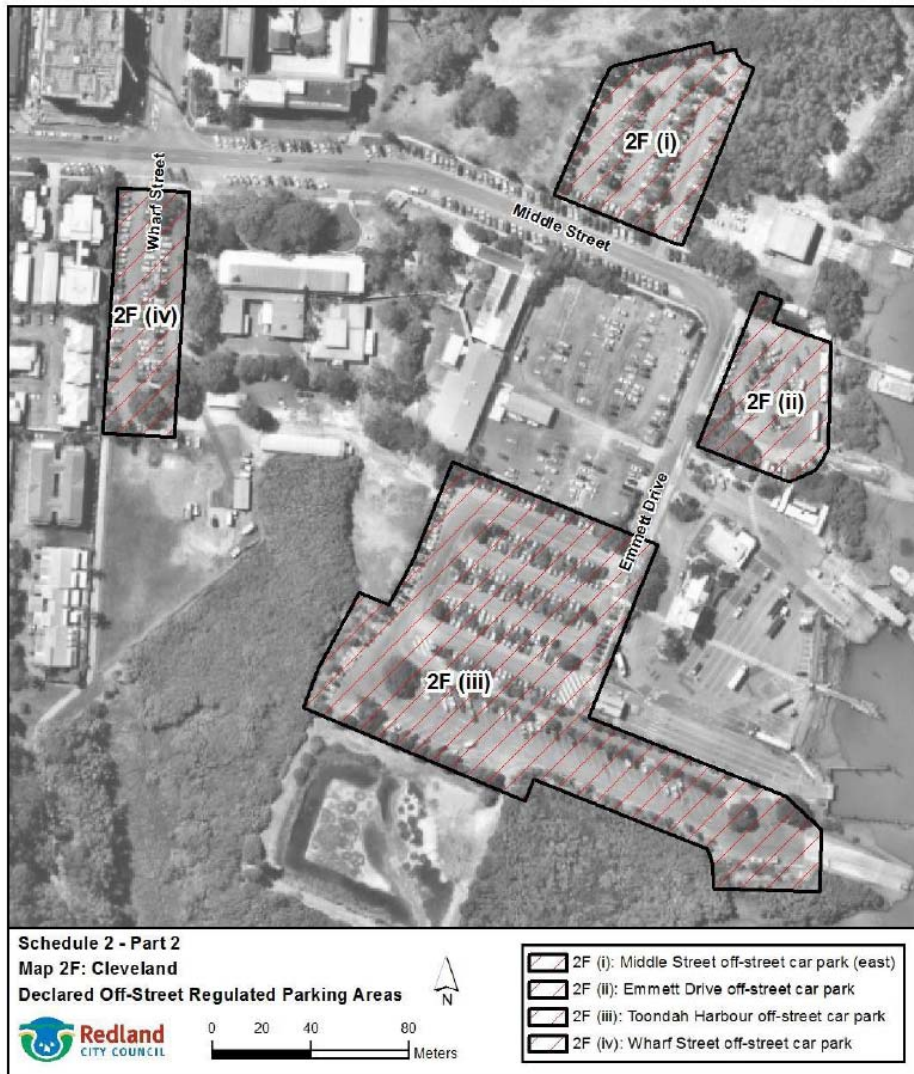 2F (i)
Middle Street
Wharf Street
2F (iv)
2F (ii)
Emmett Drive
2F (iii)
Schedule 2 - Part 2
Map 2F: Cleveland
Declared Off-Street Regulated Parking Areas
N
Redland
CITY COUNCIL
0 20 40 80
Meters
2F (i): Middle Street off-street car park (east)
2F (ii): Emmett Drive off-street car park
2F (iii): Toondah Harbour off-street car park
2F (iv): Wharf Street off-street car park